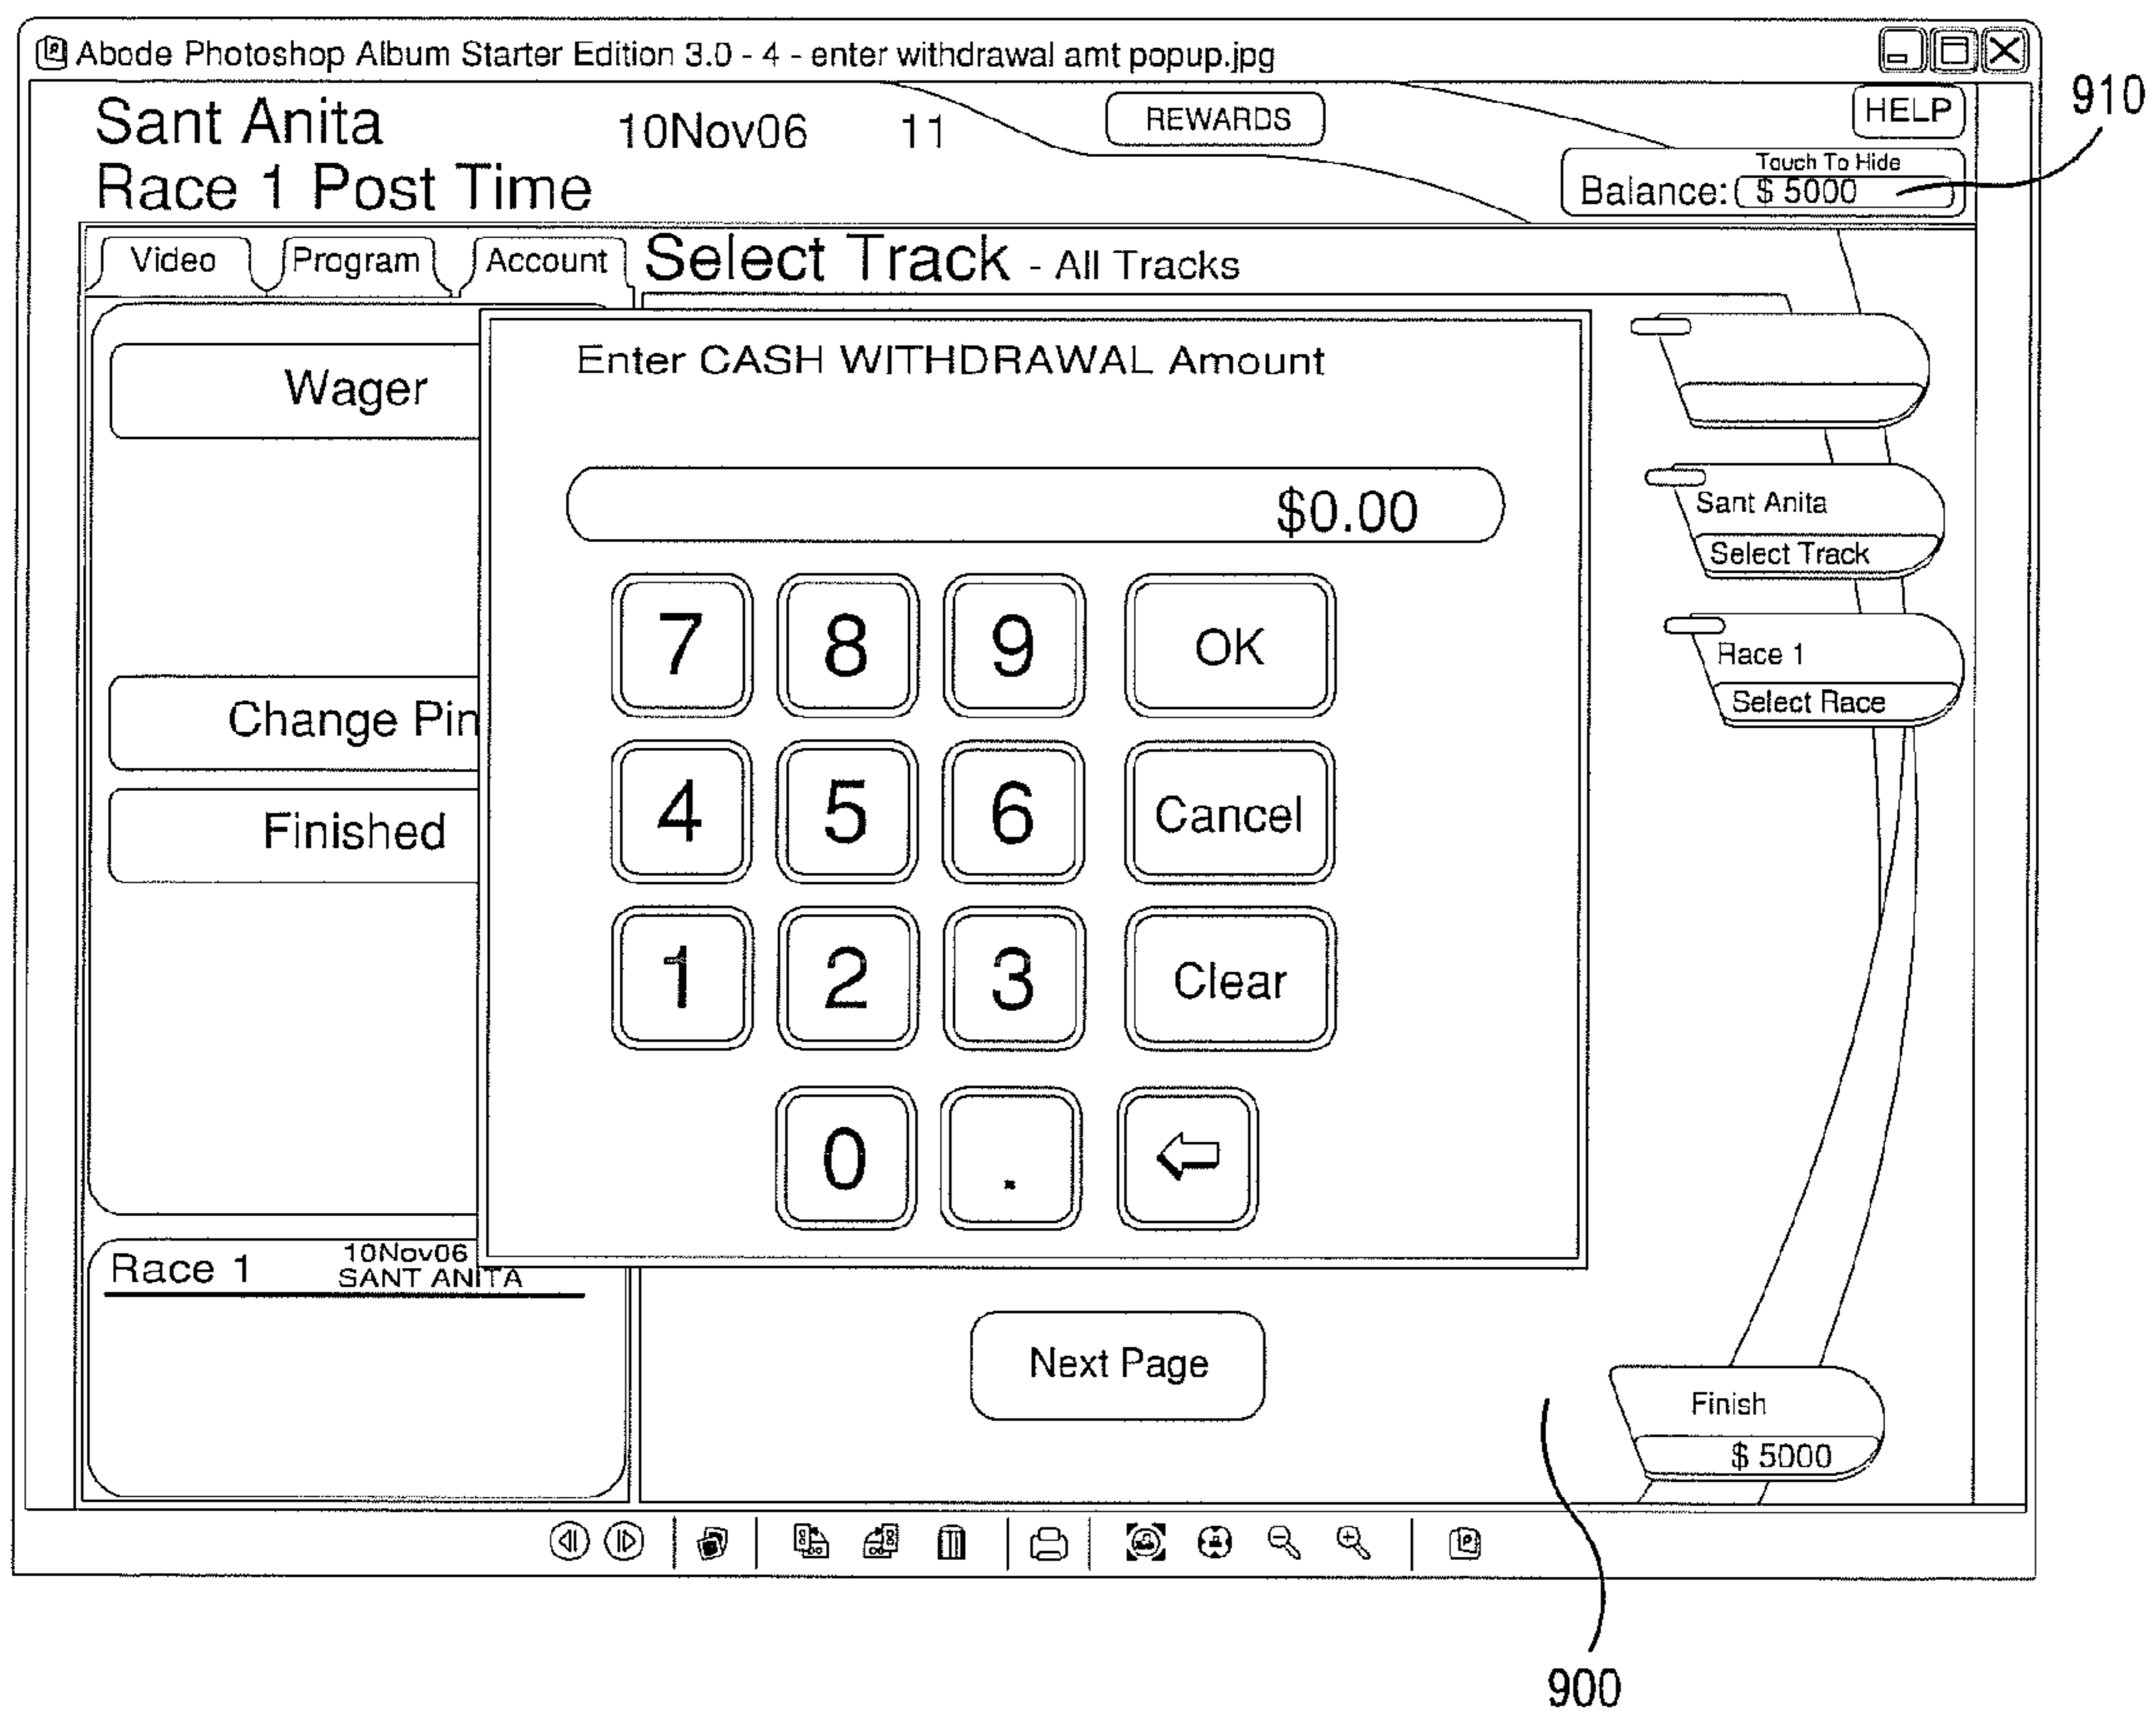 Abode Photoshop Album Starter Edition 3.0 - 4 - enter withdrawal amt popup.jpg
910
Sant Anita
10Nov06
11
REWARDS
HELP
Race 1 Post Time
Touch To Hide
Balance: $ 5000
Video
Program
Account
Select Track - All Tracks
Wager
Change Pin
Finished
Enter CASH WITHDRAWAL Amount
$0.00
7 8 9 OK
4 5 6 Cancel
1 2 3 Clear
0 .
Sant Anita
Select Track
Race 1
Select Race
Race 1
10Nov06
SANT ANITA
Next Page
Finish
$ 5000
900